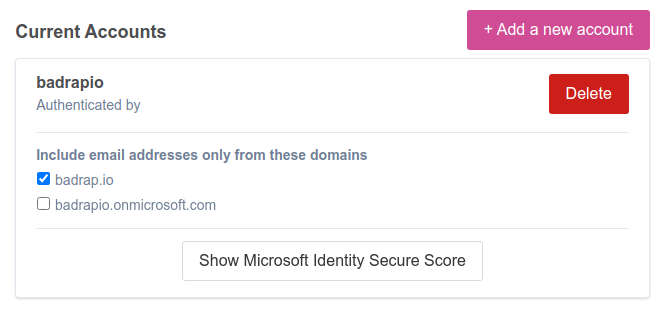 Current Accounts
+ Add a new account
badrapio
Delete
Authenticated by
Include email addresses only from these domains
badrap.io
badrapio.onmicrosoft.com
Show Microsoft Identity Secure Score